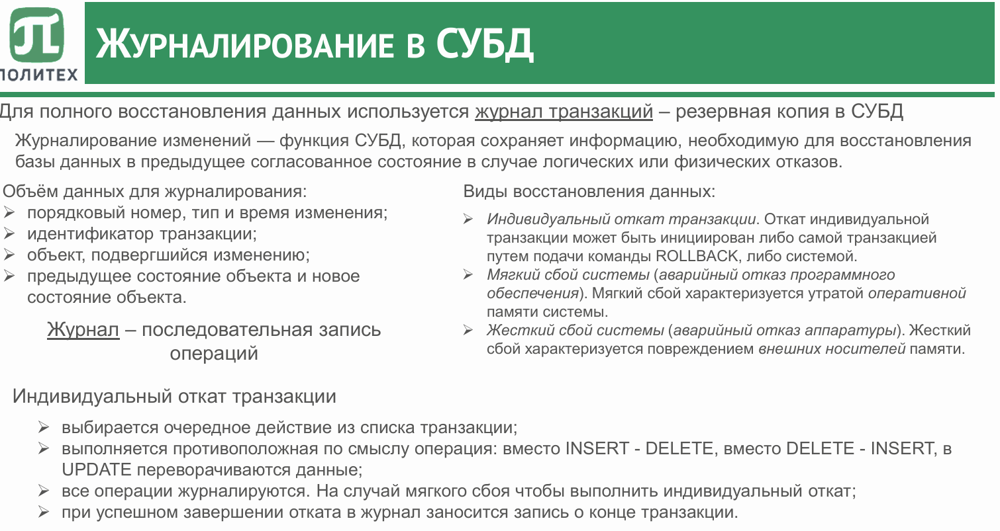 ПОЛИТЕХ
ЖУРНАЛИРОВАНИЕ В СУБД
Для полного восстановления данных используется журнал транзакций – резервная копия в СУБД
Журналирование изменений — функция СУБД, которая сохраняет информацию, необходимую для восстановления
базы данных в предыдущее согласованное состояние в случае логических или физических отказов.
Объём данных для журналирования:
➢ порядковый номер, тип и время изменения;
➢ идентификатор транзакции;
➢ объект, подвергшийся изменению;
➢ предыдущее состояние объекта и новое
состояние объекта.
Журнал – последовательная запись
операций
Виды восстановления данных:
➢ Индивидуальный откат транзакции. Откат индивидуальной
транзакции может быть инициирован либо самой транзакцией
путем подачи команды ROLLBACK, либо системой.
➢ Мягкий сбой системы (аварийный отказ программного
обеспечения). Мягкий сбой характеризуется утратой оперативной
памяти системы.
➢ Жесткий сбой системы (аварийный отказ аппаратуры). Жесткий
сбой характеризуется повреждением внешних носителей памяти.
Индивидуальный откат транзакции
➢ выбирается очередное действие из списка транзакции;
➢ выполняется противоположная по смыслу операция: вместо INSERT - DELETE, вместо DELETE - INSERT, в
UPDATE переворачиваются данные;
➢ все операции журналируются. На случай мягкого сбоя чтобы выполнить индивидуальный откат;
➢ при успешном завершении отката в журнал заносится запись о конце транзакции.